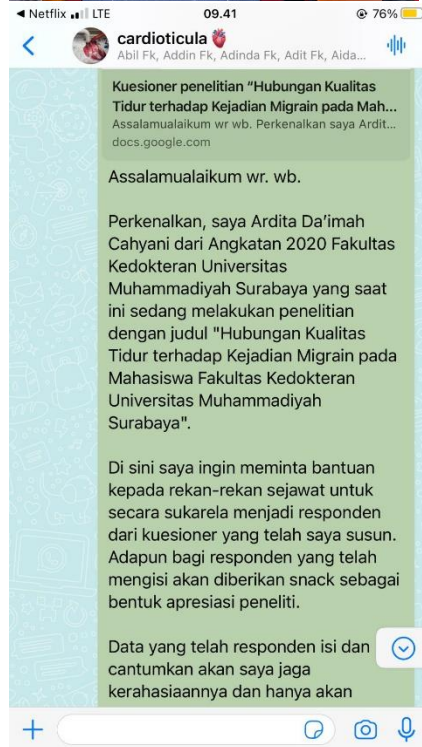 ◀ Netflix LTE 09.41 76%
cardioticula
Abil Fk, Addin Fk, Adinda Fk, Adit Fk, Aida...
Kuesioner penelitian “Hubungan Kualitas
Tidur terhadap Kejadian Migrain pada Mah...
Assalamualaikum wr wb. Perkenalkan saya Ardit...
docs.google.com
Assalamualaikum wr. wb.
Perkenalkan, saya Ardita Da’imah
Cahyani dari Angkatan 2020 Fakultas
Kedokteran Universitas
Muhammadiyah Surabaya yang saat
ini sedang melakukan penelitian
dengan judul "Hubungan Kualitas
Tidur terhadap Kejadian Migrain pada
Mahasiswa Fakultas Kedokteran
Universitas Muhammadiyah
Surabaya".
Di sini saya ingin meminta bantuan
kepada rekan-rekan sejawat untuk
secara sukarela menjadi responden
dari kuesioner yang telah saya susun.
Adapun bagi responden yang telah
mengisi akan diberikan snack sebagai
bentuk apresiasi peneliti.
Data yang telah responden isi dan
cantumkan akan saya jaga
kerahasiaannya dan hanya akan